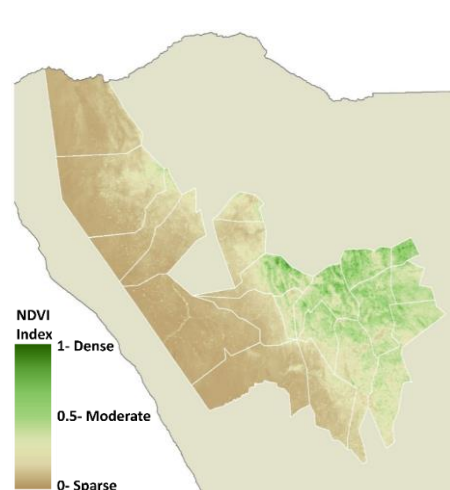 NDVI
Index
1- Dense
0.5- Moderate
0- Sparse